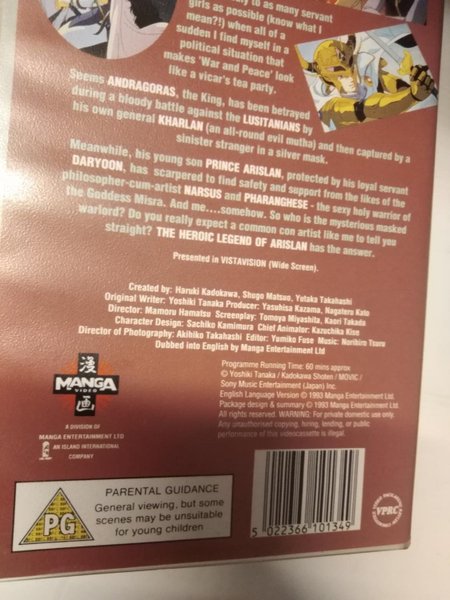 ly to as many servant
girls as possible (know what I
mean?!) when all of a
sudden I find myself in a
political situation that
makes 'War and Peace' look
like a vicar's tea party.
Seems ANDRAGORAS, the King, has been betrayed
during a bloody battle against the LUSITANIANS by
his own general KHARLAN (an all-round evil mutha) and then captured by a
sinister stranger in a silver mask.
Meanwhile, his young son PRINCE ARISLAN, protected by his loyal servant
DARYOON, has scarpered to find safety and support from the likes of the
philosopher-cum-artist NARSUS and PHARANGHESE - the sexy holy warrior of
the Goddess Misra. And me....somehow. So who is the mysterious masked
warlord? Do you really expect a common con artist like me to tell you
straight? THE HEROIC LEGEND OF ARISLAN has the answer.
Presented in VISTAVISION (Wide Screen).
Created by: Haruki Kadokawa, Shugo Matsuo, Yutaka Takahashi
Original Writer: Yoshiki Tanaka Producer: Yasuhisa Kazama, Nagateru Kato
Director: Mamoru Hamatsu Screenplay: Tomoya Miyashita, Kaori Takada
Character Design: Sachiko Kamimura Chief Animator: Kazuchika Kise
Director of Photography: Akihiko Takahashi Editor: Yumiko Fuse Music: Norihiro Tsuru
Dubbed into English by Manga Entertainment Ltd
漫
MANGA
VIDEO
画
A DIVISION OF
MANGA ENTERTAINMENT LTD
AN ISLAND INTERNATIONAL
COMPANY
Programme Running Time: 60 mins approx
© Yoshiki Tanaka / Kadokawa Shoten / MOVIC /
Sony Music Entertainment (Japan) Inc.
English Language Version © 1993 Manga Entertainment Ltd.
Package design & summary © 1993 Manga Entertainment Ltd.
All rights reserved. WARNING: For private domestic use only.
Any unauthorised copying, hiring, lending, or public
performance of this videocassette is illegal.
PG
PARENTAL GUIDANCE
General viewing, but some
scenes may be unsuitable
for young children
5 022366 101349
VPRC